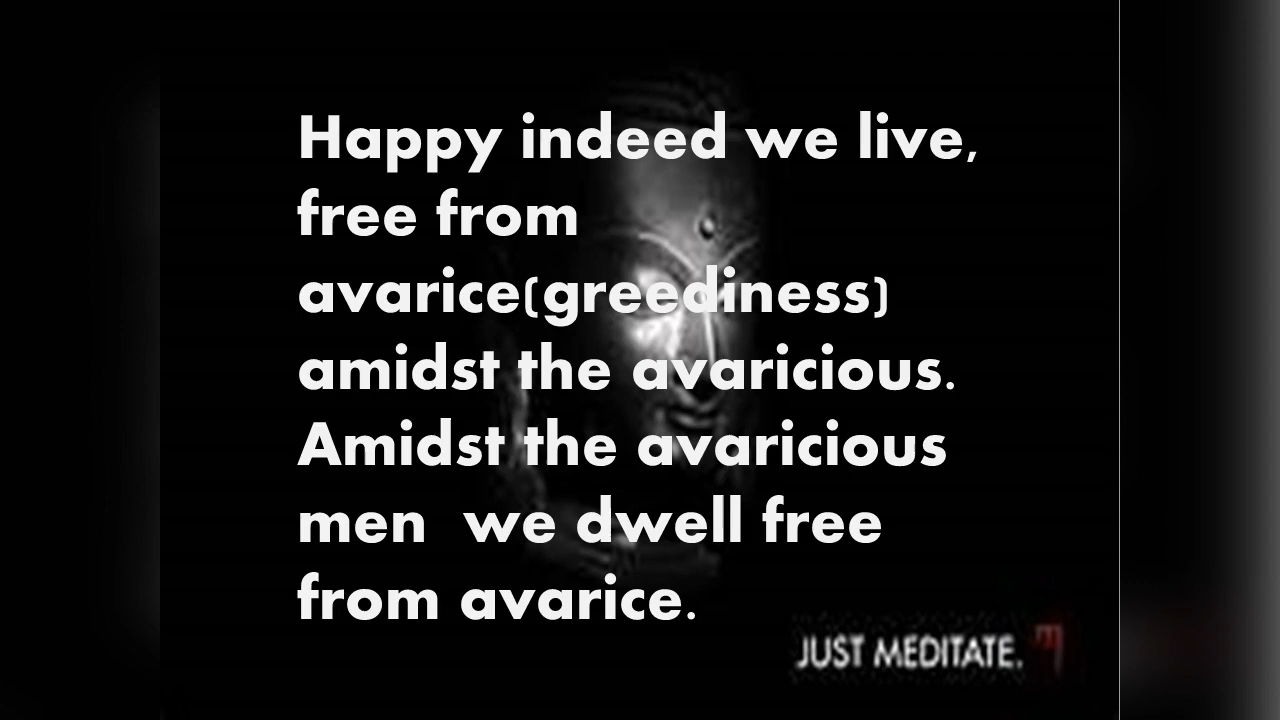 Happy indeed we live,
free from
avarice(greediness)
amidst the avaricious.
Amidst the avaricious
men  we dwell free
from avarice.
JUST MEDITATE.